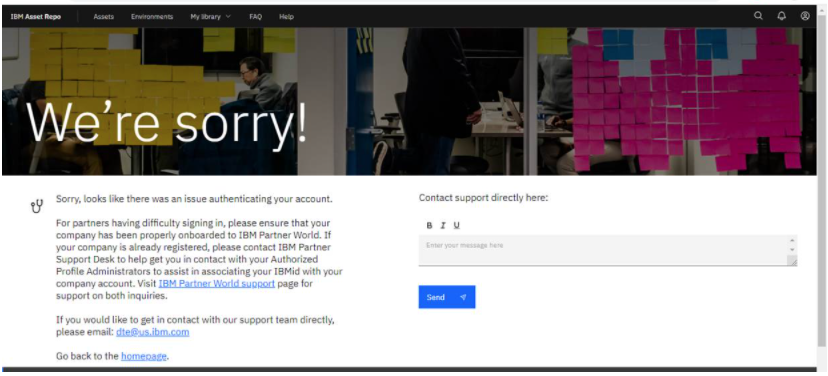 IBM Asset Repo Assets Environments My library FAQ Help
We're sorry!
Sorry, looks like there was an issue authenticating your account.
For partners having difficulty signing in, please ensure that your
company has been properly onboarded to IBM Partner World. If
your company is already registered, please contact IBM Partner
Support Desk to help get you in contact with your Authorized
Profile Administrators to assist in associating your IBMid with your
company account. Visit IBM Partner World support page for
support on both inquiries.
If you would like to get in contact with our support team directly,
please email: dte@us.ibm.com
Go back to the homepage.
Contact support directly here:
B I U
Enter your message here
Send